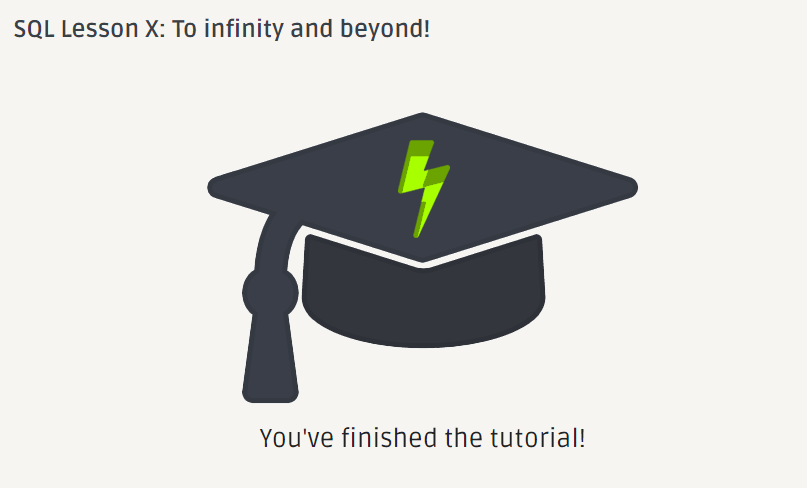 SQL Lesson X: To infinity and beyond!
You've finished the tutorial!